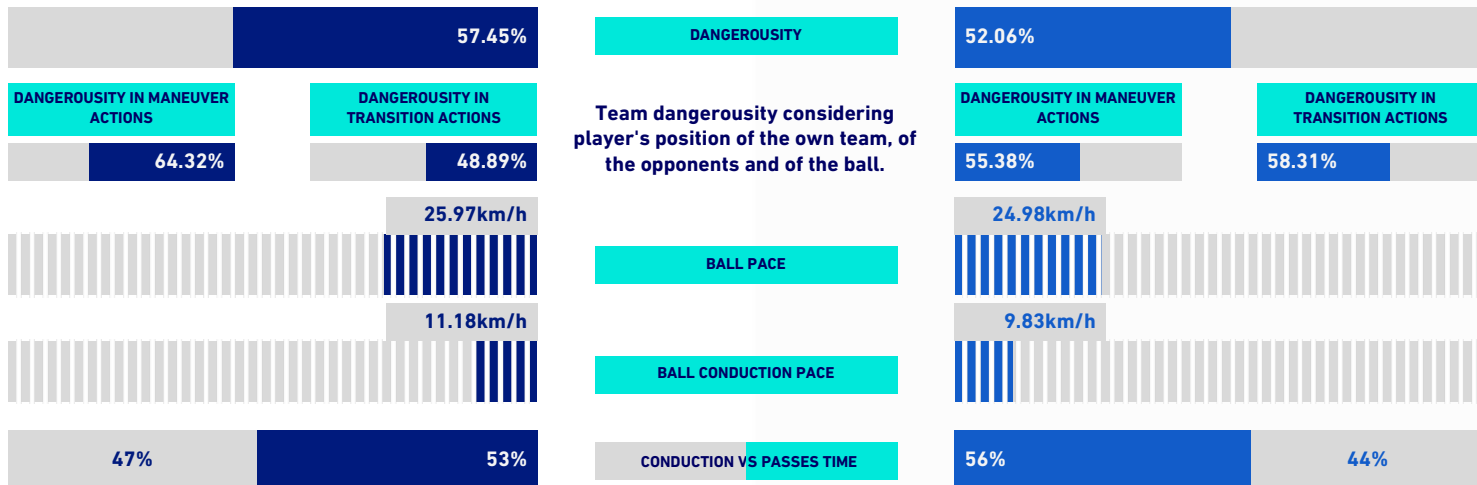 57.45%
DANGEROUSITY
52.06%
DANGEROUSITY IN MANEUVER
ACTIONS
DANGEROUSITY IN
TRANSITION ACTIONS
64.32%
48.89%
Team dangerousity considering
player's position of the own team, of
the opponents and of the ball.
DANGEROUSITY IN MANEUVER
ACTIONS
DANGEROUSITY IN
TRANSITION ACTIONS
55.38%
58.31%
25.97km/h
BALL PACE
24.98km/h
11.18km/h
BALL CONDUCTION PACE
9.83km/h
47%
53%
CONDUCTION VS PASSES TIME
56%
44%